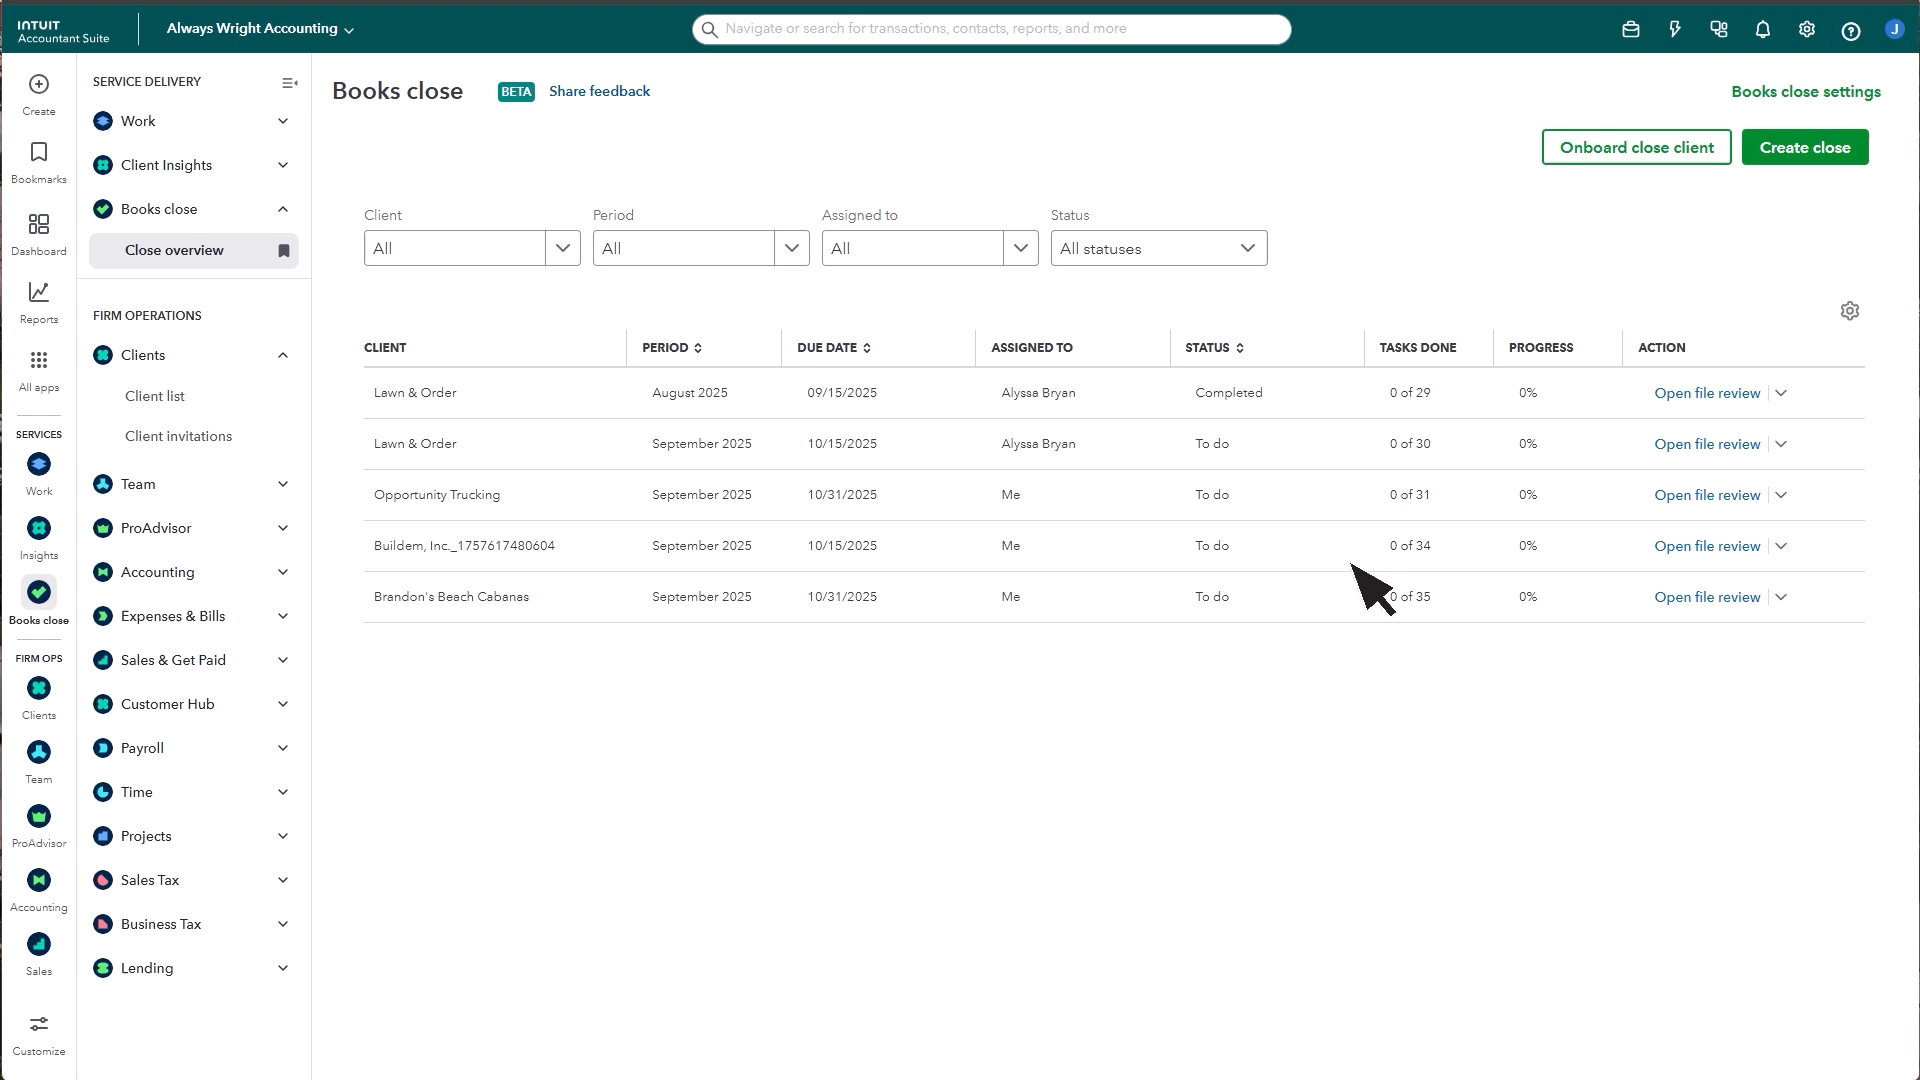 INTUIT
Accountant Suite
Always Wright Accounting
Navigate or search for transactions, contacts, reports, and more
J
Create
Bookmarks
Dashboard
Reports
All apps
SERVICES
Work
Insights
Books close
FIRM OPS
Clients
Team
ProAdvisor
Accounting
Sales
Customize
SERVICE DELIVERY
Work
Client Insights
Books close
Close overview
FIRM OPERATIONS
Clients
Client list
Client invitations
Team
ProAdvisor
Accounting
Expenses & Bills
Sales & Get Paid
Customer Hub
Payroll
Time
Projects
Sales Tax
Business Tax
Lending
Books close BETA Share feedback
Books close settings
Onboard close client Create close
Client Period Assigned to Status
All All All All statuses
CLIENT PERIOD DUE DATE ASSIGNED TO STATUS TASKS DONE PROGRESS ACTION
Lawn & Order August 2025 09/15/2025 Alyssa Bryan Completed 0 of 29 0% Open file review
Lawn & Order September 2025 10/15/2025 Alyssa Bryan To do 0 of 30 0% Open file review
Opportunity Trucking September 2025 10/31/2025 Me To do 0 of 31 0% Open file review
Buildem, Inc._1757617480604 September 2025 10/15/2025 Me To do 0 of 34 0% Open file review
Brandon's Beach Cabanas September 2025 10/31/2025 Me To do 0 of 35 0% Open file review